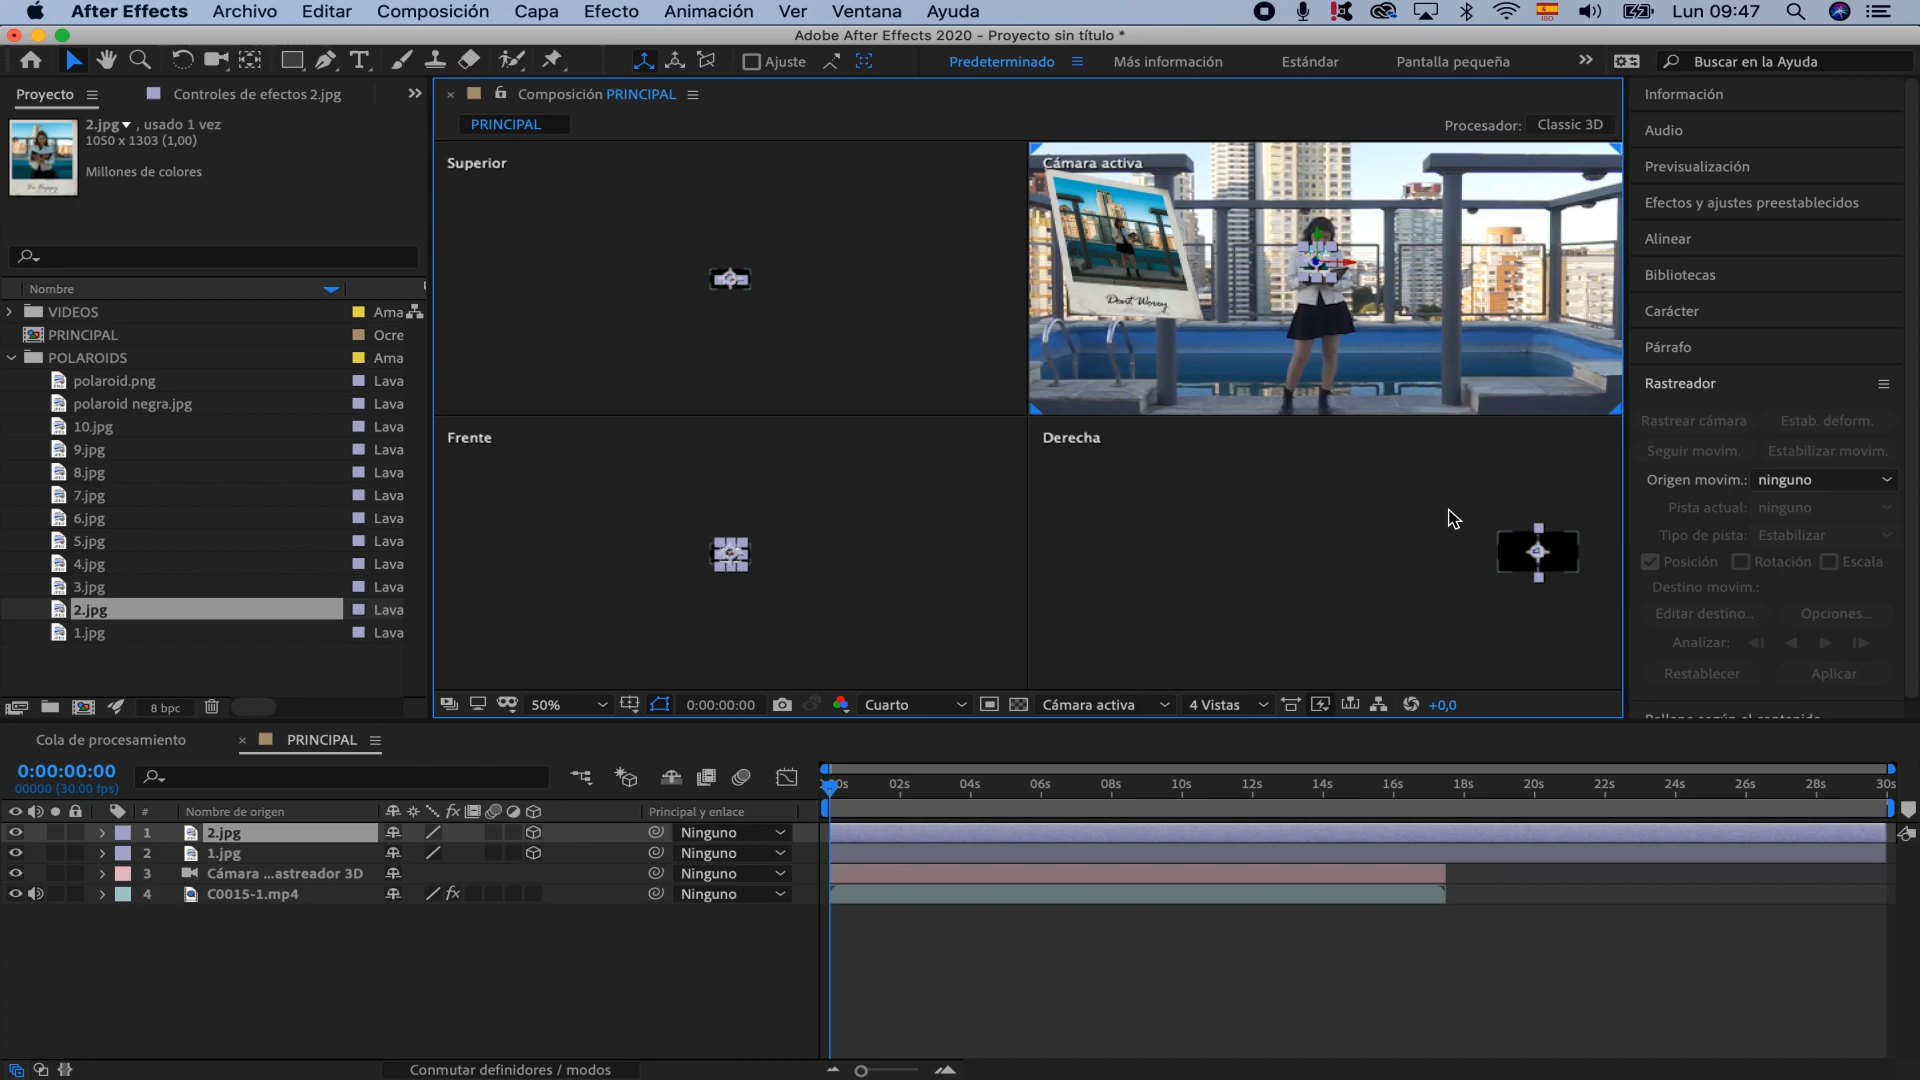 After Effects Archivo Editar Composición Capa Efecto Animación Ver Ventana Ayuda Lun 09:47
Adobe After Effects 2020 - Proyecto sin título *
Ajuste Predeterminado Más información Estándar Pantalla pequeña Buscar en la Ayuda
Proyecto Controles de efectos 2.jpg
Composición PRINCIPAL
PRINCIPAL
Procesador: Classic 3D
2.jpg , usado 1 vez
1050 x 1303 (1,00)
Millones de colores
Nombre
VIDEOS Ama
PRINCIPAL Ocre
POLAROIDS Ama
polaroid.png Lava
polaroid negra.jpg Lava
10.jpg Lava
9.jpg Lava
8.jpg Lava
7.jpg Lava
6.jpg Lava
5.jpg Lava
4.jpg Lava
3.jpg Lava
2.jpg Lava
1.jpg Lava
8 bpc
Superior
Cámara activa
Don't Worry
Frente
Derecha
50% 0:00:00:00 Cuarto Cámara activa 4 Vistas +0,0
Información
Audio
Previsualización
Efectos y ajustes preestablecidos
Alinear
Bibliotecas
Carácter
Párrafo
Rastreador
Rastrear cámara Estab. deform.
Seguir movim. Estabilizar movim.
Origen movim.: ninguno
Pista actual: ninguno
Tipo de pista: Estabilizar
Posición Rotación Escala
Destino movim.:
Editar destino... Opciones...
Analizar:
Restablecer Aplicar
Cola de procesamiento PRINCIPAL
0:00:00:00
00000 (30.00 fps)
02s 04s 06s 08s 10s 12s 14s 16s 18s 20s 22s 24s 26s 28s 30s
# Nombre de origen fx Principal y enlace
1 2.jpg Ninguno
2 1.jpg Ninguno
3 Cámara ...astreador 3D Ninguno
4 C0015-1.mp4 fx Ninguno
Conmutar definidores / modos